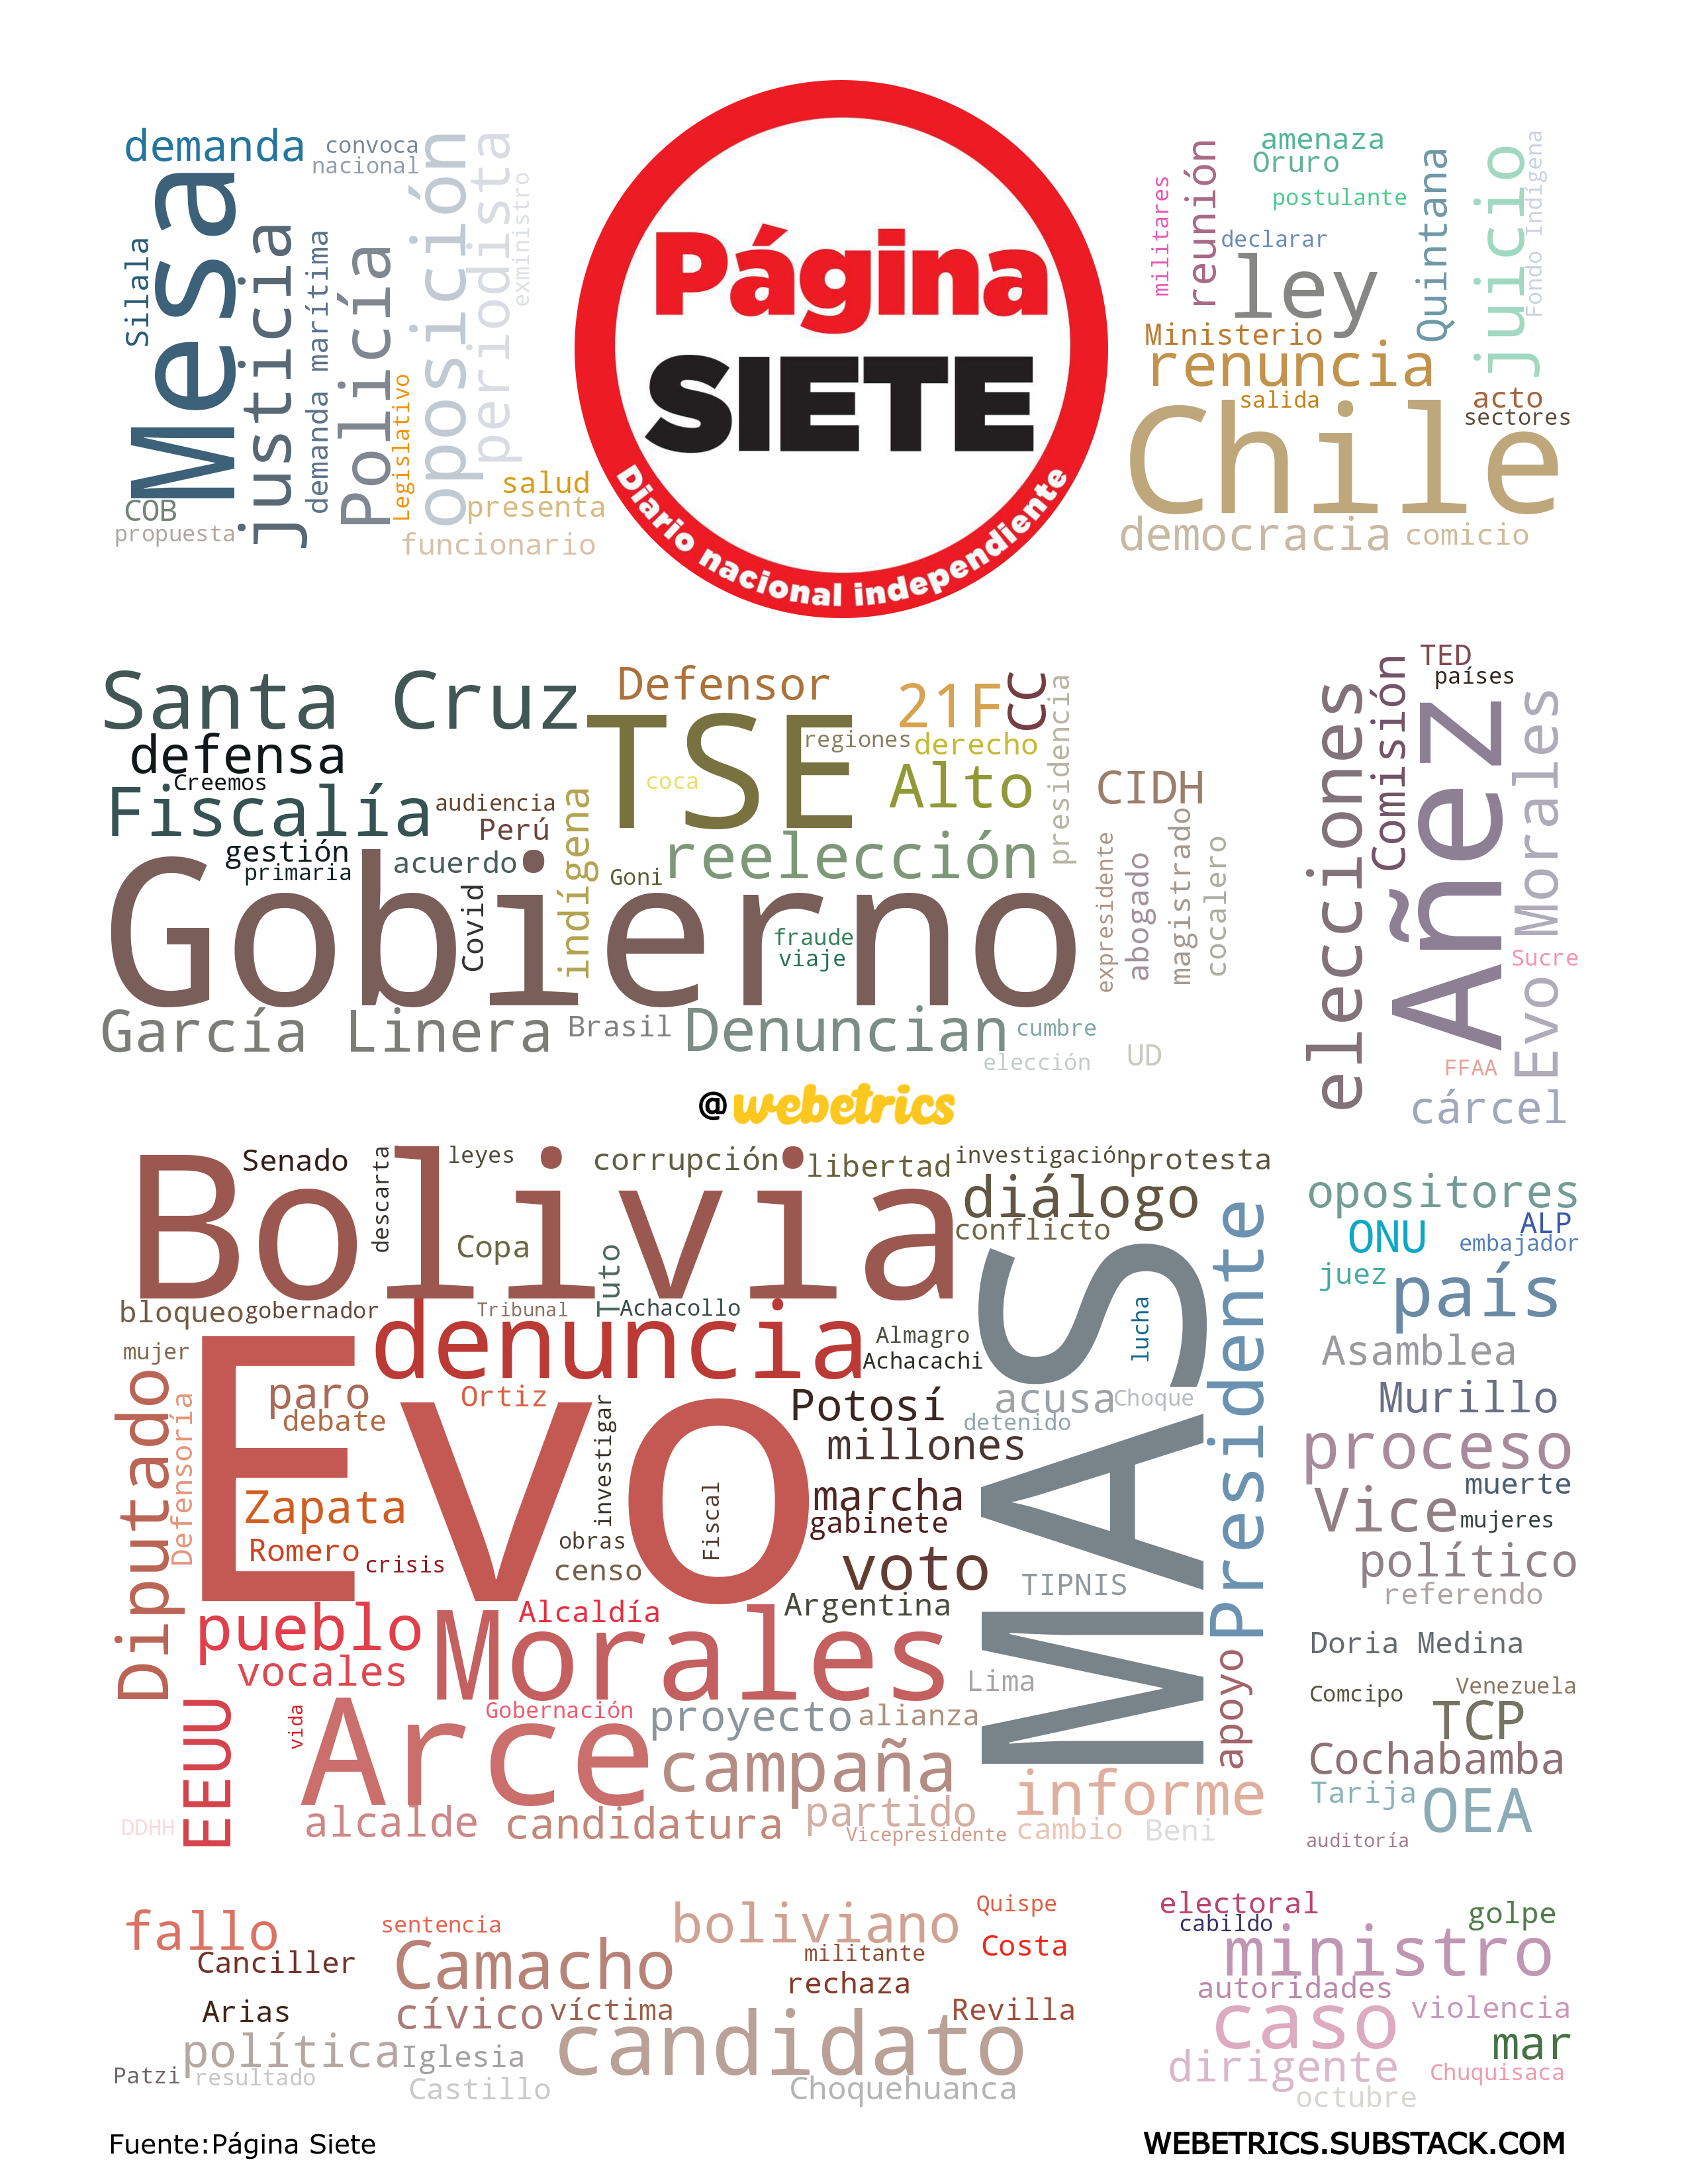 demanda
convoca
nacional
Mesa
Silala
justicia
demanda marítima
Policía
Legislativo
oposición
periodista
exministro
COB
propuesta
salud
presenta
funcionario
Página
SIETE
Diario nacional independiente
amenaza
Oruro
postulante
militares
reunión
declarar
ley
Quintana
juicio
Fondo Indígena
Ministerio
renuncia
salida
acto
sectores
Chile
democracia
comicio
Santa Cruz
Defensor
21F
CC
presidencia
defensa
TSE
regiones
derecho
Creemos
coca
Alto
Fiscalía
audiencia
Perú
indígena
CIDH
gestión
primaria
acuerdo
Goni
reelección
Gobierno
Covid
fraude
viaje
expresidente
abogado
magistrado
cocalero
García Linera
Brasil
Denuncian
cumbre
elección
UD
TED
países
elecciones
Comisión
Añez
Evo Morales
Sucre
FFAA
cárcel
@webetrics
Bolivia
Senado
descarta
leyes
corrupción
libertad
investigación
protesta
diálogo
conflicto
Copa
Tuto
bloqueo
gobernador
Tribunal
Achacollo
mujer
denuncia
Almagro
Achacachi
MAS
lucha
Presidente
Diputado
Defensoría
Evo
paro
debate
Ortiz
investigar
Potosí
acusa
Choque
detenido
millones
Zapata
Fiscal
marcha
gabinete
Romero
crisis
obras
censo
voto
TIPNIS
pueblo
Alcaldía
Argentina
Morales
vocales
Lima
apoyo
EEUU
vida
Gobernación
Arce
proyecto
alianza
campaña
informe
DDHH
alcalde
candidatura
partido
Vicepresidente
cambio
Beni
opositores
ONU
ALP
embajador
juez
país
Asamblea
Murillo
proceso
muerte
Vice
mujeres
político
referendo
Doria Medina
Comcipo
Venezuela
TCP
Cochabamba
Tarija
OEA
auditoría
fallo
sentencia
boliviano
Quispe
Canciller
Camacho
militante
Costa
rechaza
Arias
cívico
víctima
Revilla
política
Iglesia
candidato
Patzi
resultado
Castillo
Choquehuanca
electoral
cabildo
golpe
ministro
autoridades
caso
violencia
mar
dirigente
Chuquisaca
octubre
Fuente:Página Siete
WEBETRICS.SUBSTACK.COM